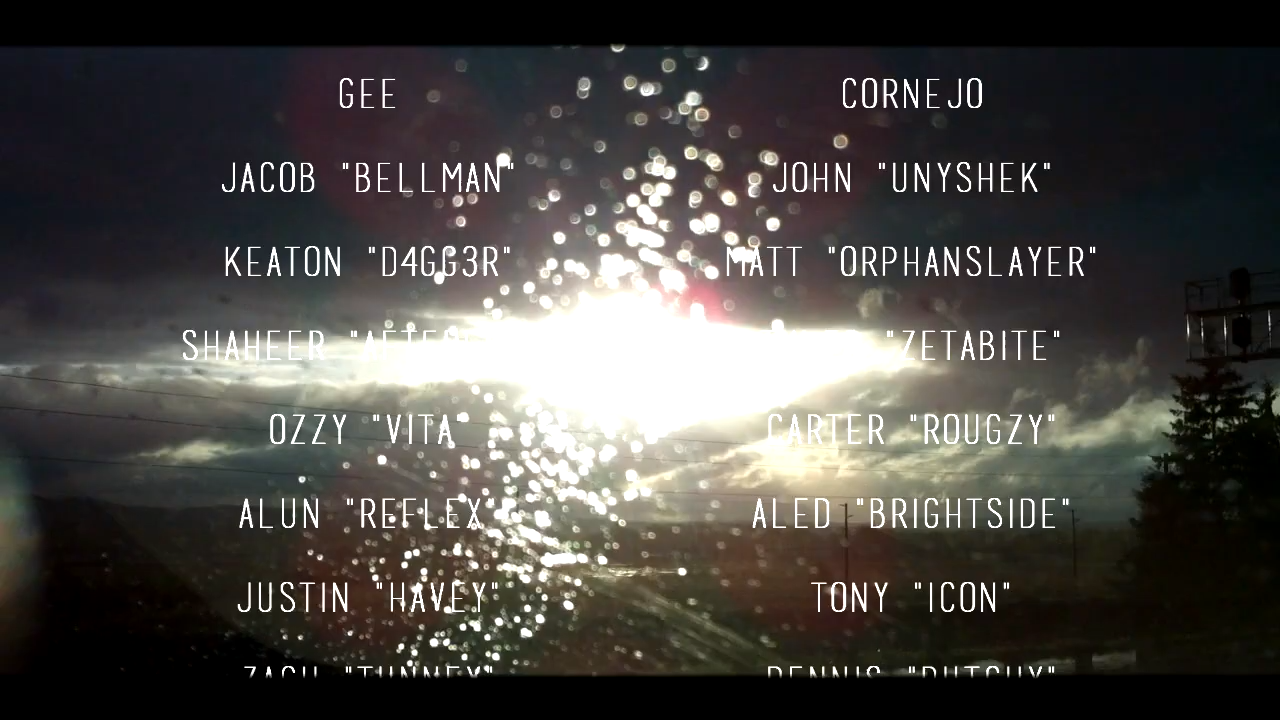 GEE CORNEJO
JACOB "BELLMAN" JOHN "UNYSHEK"
KEATON "D4GG3R" MATT "ORPHANSLAYER"
SHAHEER "ZETABITE"
OZZY "VITA" CARTER "ROUGZY"
ALUN "REFLEX" ALED "BRIGHTSIDE"
JUSTIN "HAVEY" TONY "ICON"